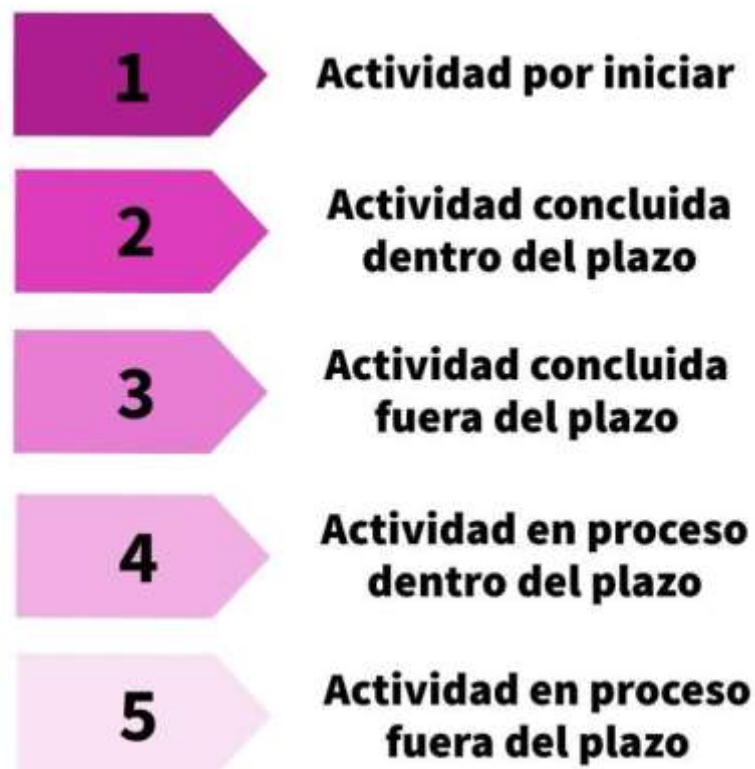 1
Actividad por iniciar
2
Actividad concluida
dentro del plazo
3
Actividad concluida
fuera del plazo
4
Actividad en proceso
dentro del plazo
5
Actividad en proceso
fuera del plazo